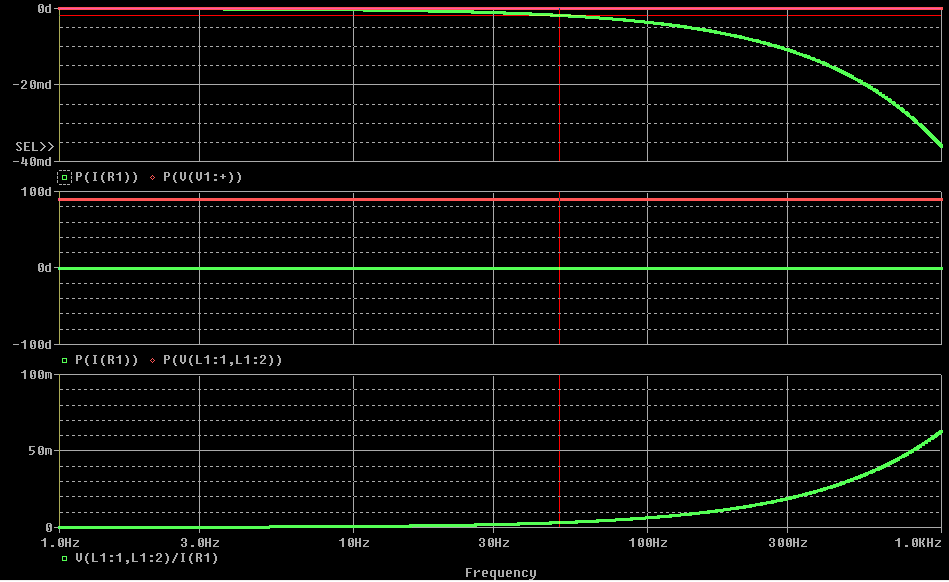 0d
-20md
SEL>>
-40md
P(I(R1)) P(V(V1:+))
100d
0d
-100d
P(I(R1)) P(V(L1:1,L1:2))
100m
50m
0
1.0Hz 3.0Hz 10Hz 30Hz 100Hz 300Hz 1.0KHz
V(L1:1,L1:2)/I(R1)
Frequency